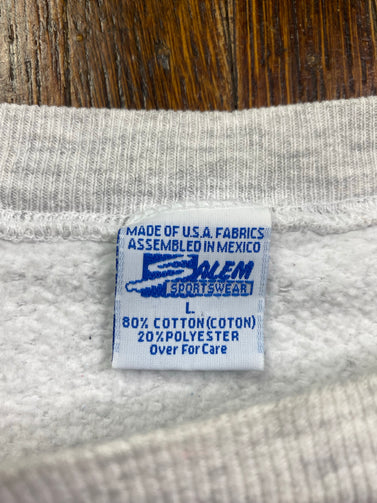 MADE OF U.S.A. FABRICS
ASSEMBLED IN MEXICO
SALEM
SPORTSWEAR
L
80% COTTON (COTON)
20% POLYESTER
Over For Care